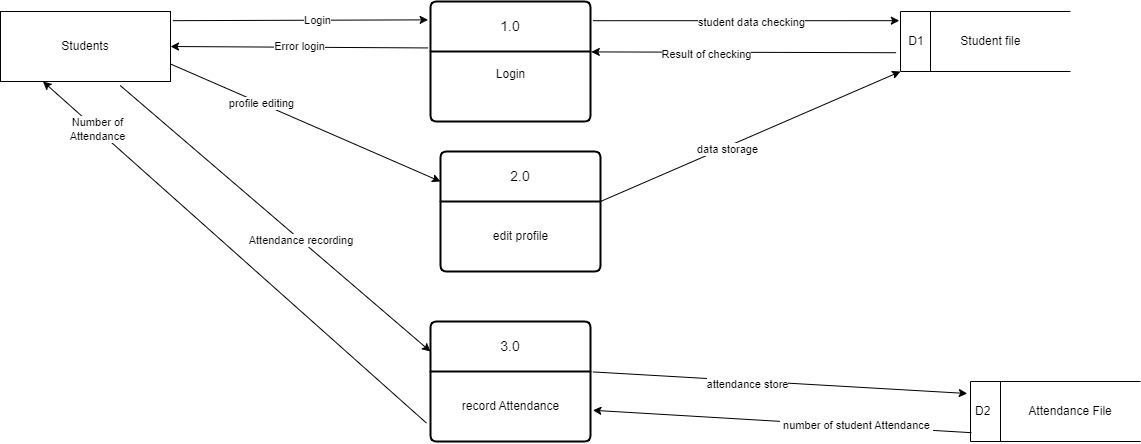 Login
1.0
student data checking
Students
Error login
D1
Student file
Result of checking
Login
profile editing
Number of
Attendance
data storage
2.0
edit profile
Attendance recording
3.0
attendance store
record Attendance
D2
Attendance File
number of student Attendance